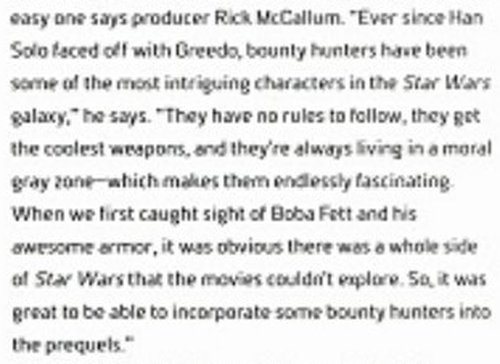 easy one says producer Rick McCallum. "Ever since Han
Solo faced off with Greedo, bounty hunters have been
some of the most intriguing characters in the Star Wars
galaxy," he says. "They have no rules to follow, they get
the coolest weapons, and they're always living in a moral
gray zone—which makes them endlessly fascinating.
When we first caught sight of Boba Fett and his
awesome armor, it was obvious there was a whole side
of Star Wars that the movies couldn't explore. So, it was
great to be able to incorporate some bounty hunters into
the prequels."